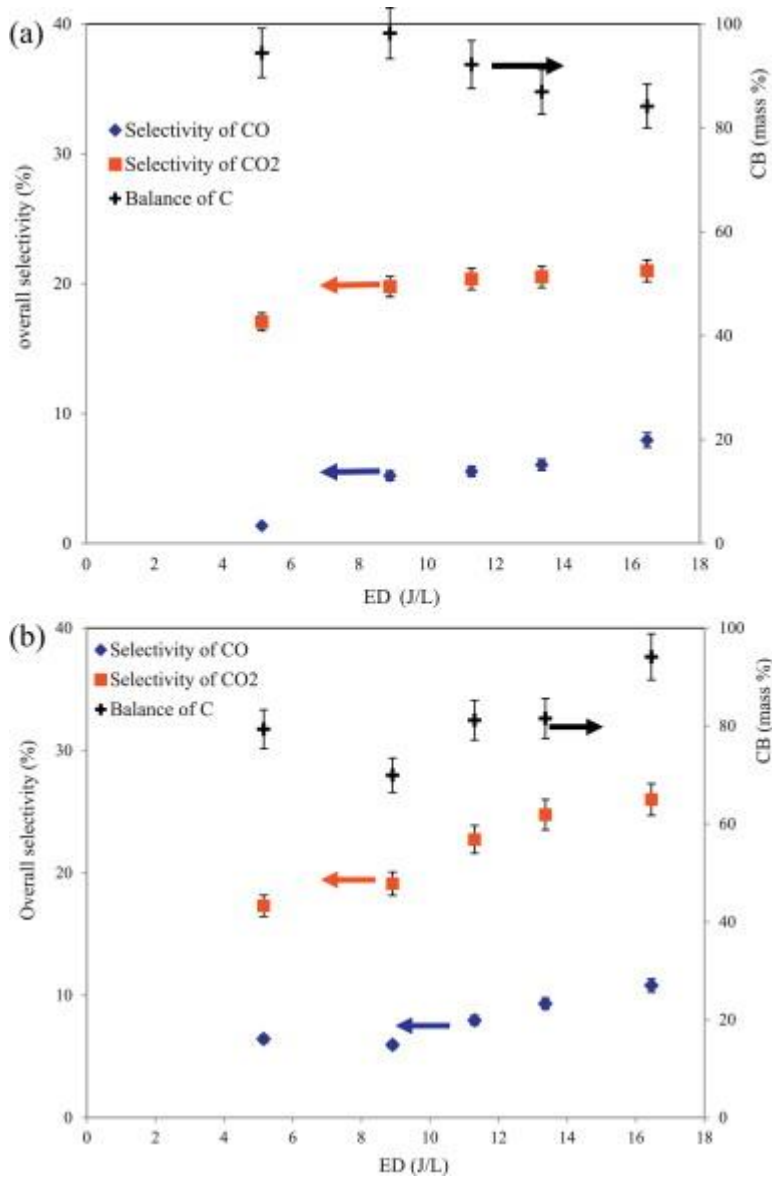 (a)
40
100
Selectivity of CO
Selectivity of CO2
Balance of C
30
80
60
20
40
10
20
0
0
overall selectivity (%)
CB (mass %)
0 2 4 6 8 10 12 14 16 18
ED (J/L)
(b)
40
100
Selectivity of CO
Selectivity of CO2
Balance of C
30
80
60
20
40
10
20
0
0
Overall selectivity (%)
CB (mass %)
0 2 4 6 8 10 12 14 16 18
ED (J/L)